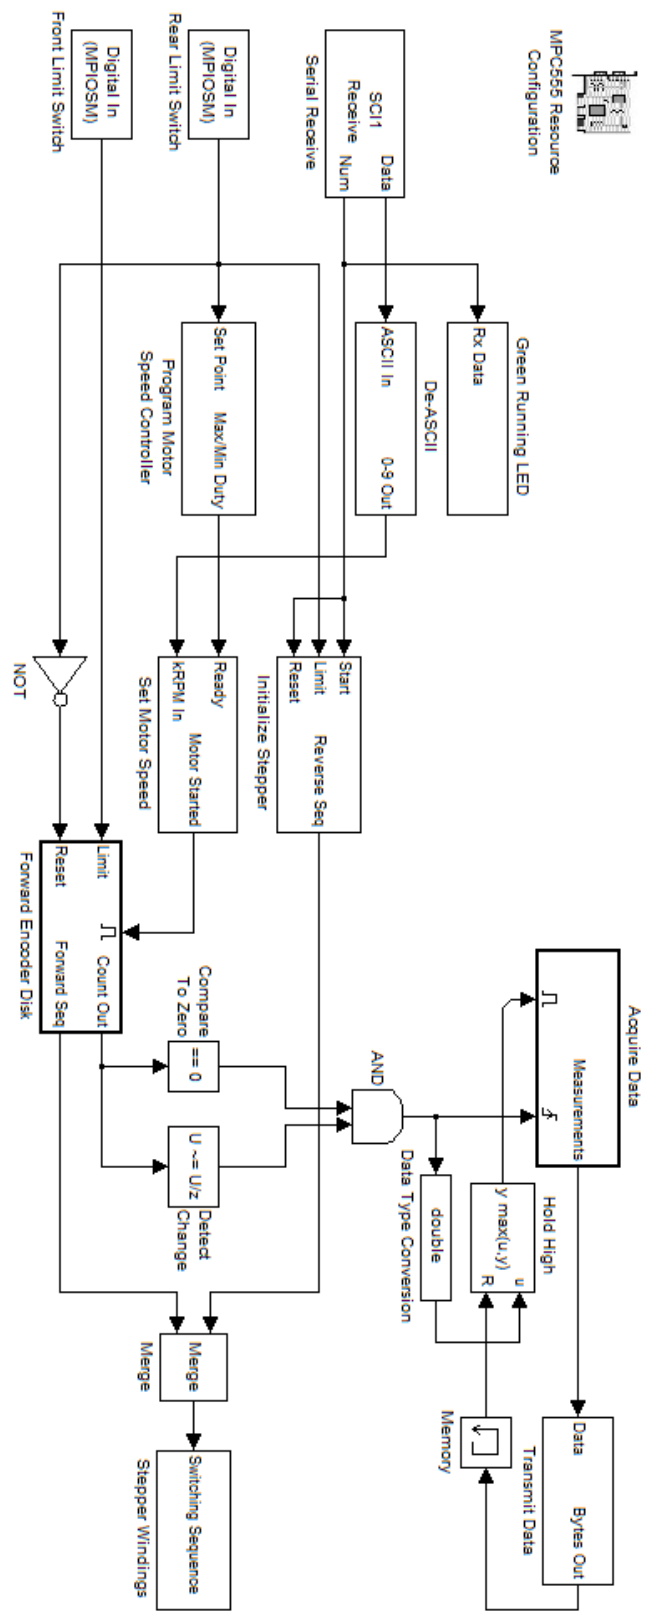 MPC555 Resource
Configuration
SCI1
Receive
Data
Num
Serial Receive
Digital In
(MPIOSM)
Rear Limit Switch
Digital In
(MPIOSM)
Front Limit Switch
Rx Data
Green Running LED
ASCII In
0-9 Out
De-ASCII
Set Point
Max/Min Duty
Program Motor
Speed Controller
Start
Limit
Reset
Reverse Seq
Initialize Stepper
Ready
kRPM In
Motor Started
Set Motor Speed
NOT
Limit
Reset
Count Out
Forward Seq
Forward Encoder Disk
Compare
To Zero
== 0
U ~= U/z
Detect
Change
AND
Acquire Data
Measurements
double
Data Type Conversion
Hold High
u
y max(u,y)
R
Memory
Data
Bytes Out
Transmit Data
Merge
Merge
Switching Sequence
Stepper Windings